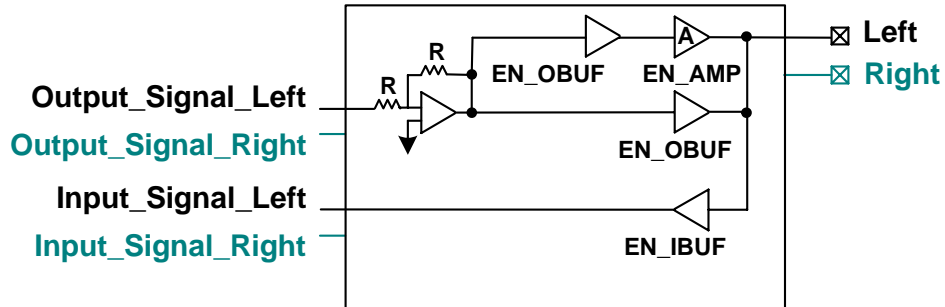 R
R
A
EN_OBUF
EN_AMP
Left
Right
Output_Signal_Left
Output_Signal_Right
EN_OBUF
Input_Signal_Left
Input_Signal_Right
EN_IBUF